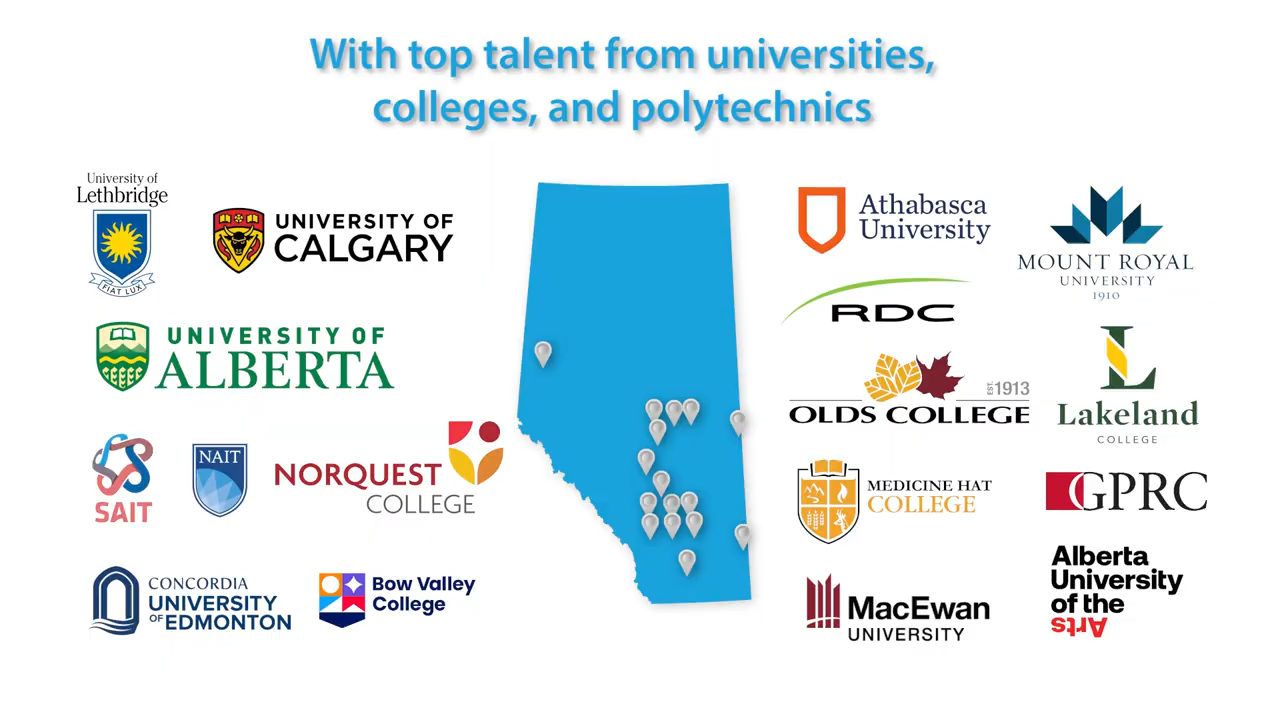 With top talent from universities,
colleges, and polytechnics
University of
Lethbridge
FIAT LUX
UNIVERSITY OF
CALGARY
UNIVERSITY OF
ALBERTA
SAIT
NAIT
NORQUEST
COLLEGE
CONCORDIA
UNIVERSITY
OF EDMONTON
Bow Valley
College
Athabasca
University
MOUNT ROYAL
UNIVERSITY
1910
RDC
EST. 1913
OLDS COLLEGE
Lakeland
COLLEGE
MEDICINE HAT
COLLEGE
GPRC
MacEwan
UNIVERSITY
Alberta
University
of the
Arts